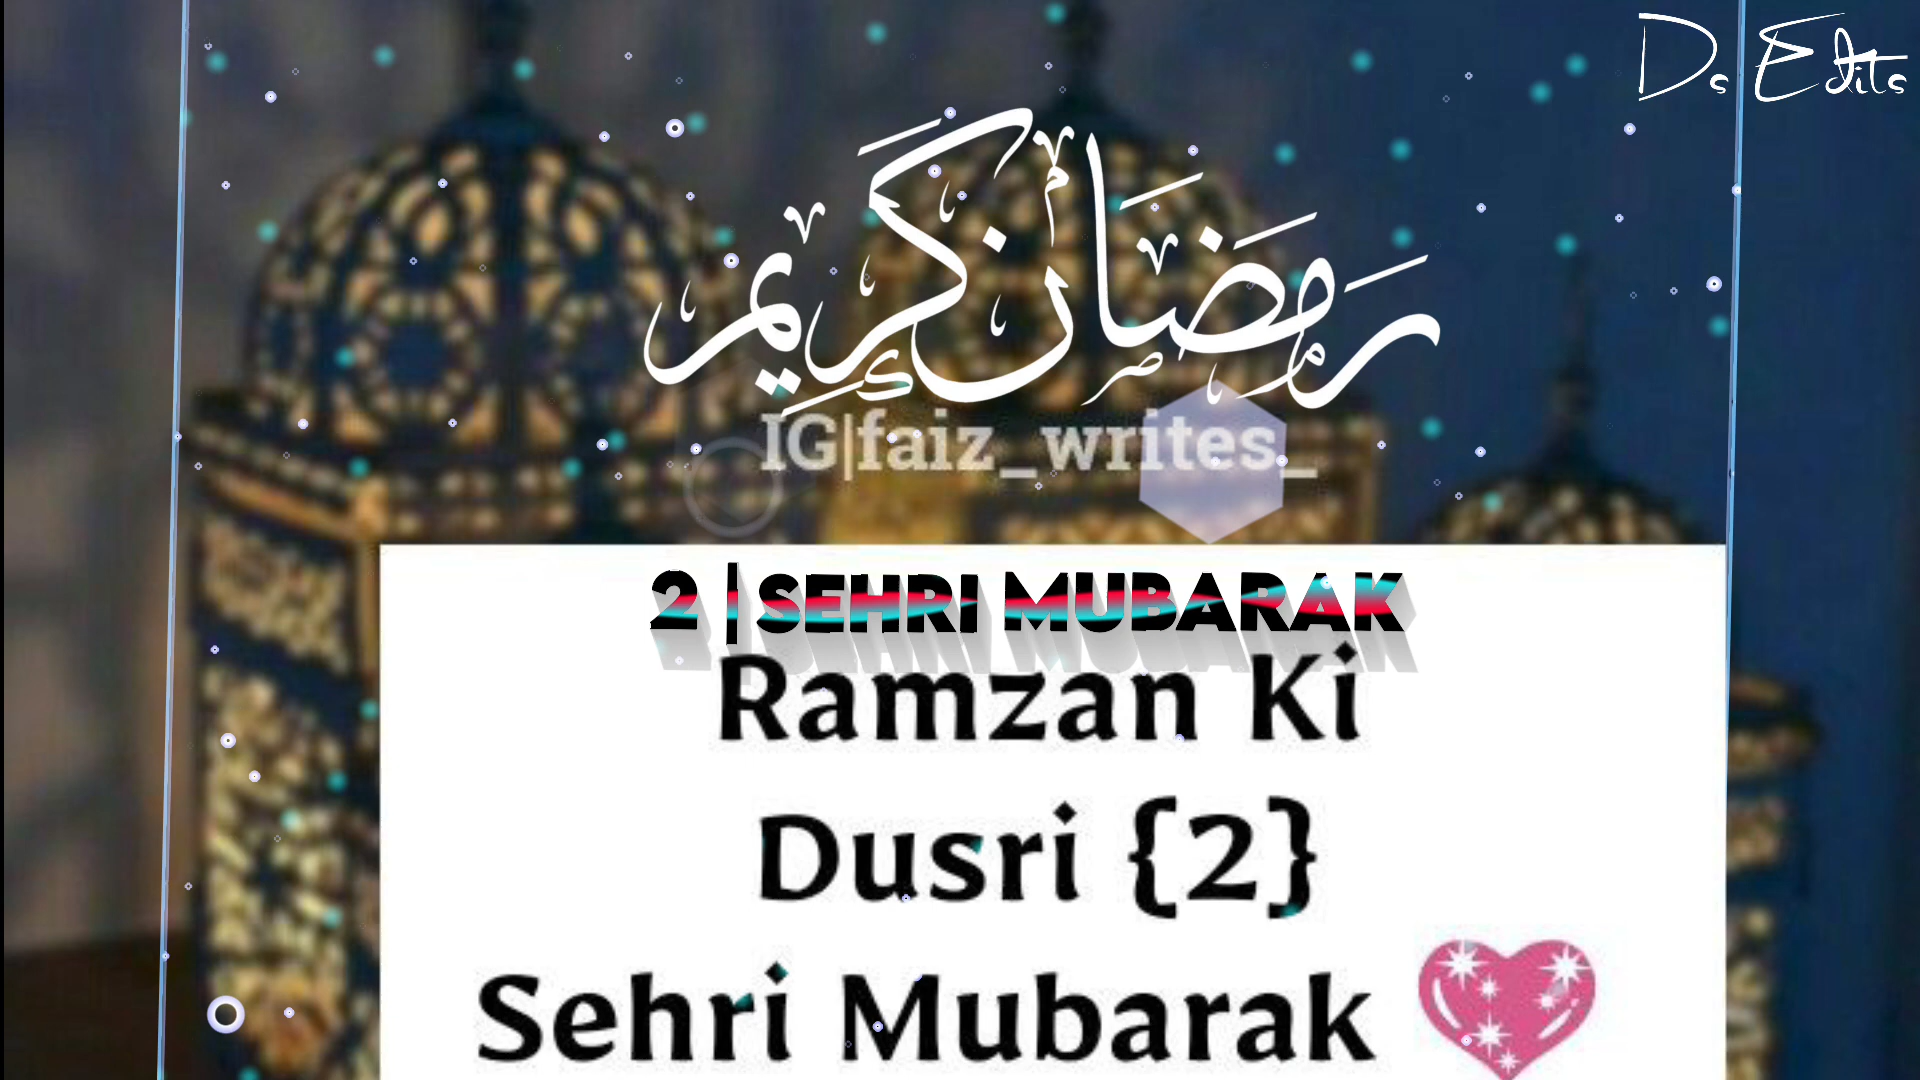 Ds Edits
رمضان كريم
IG|faiz_writes_
2 | SEHRI MUBARAK
Ramzan Ki
Dusri {2}
Sehri Mubarak 💖